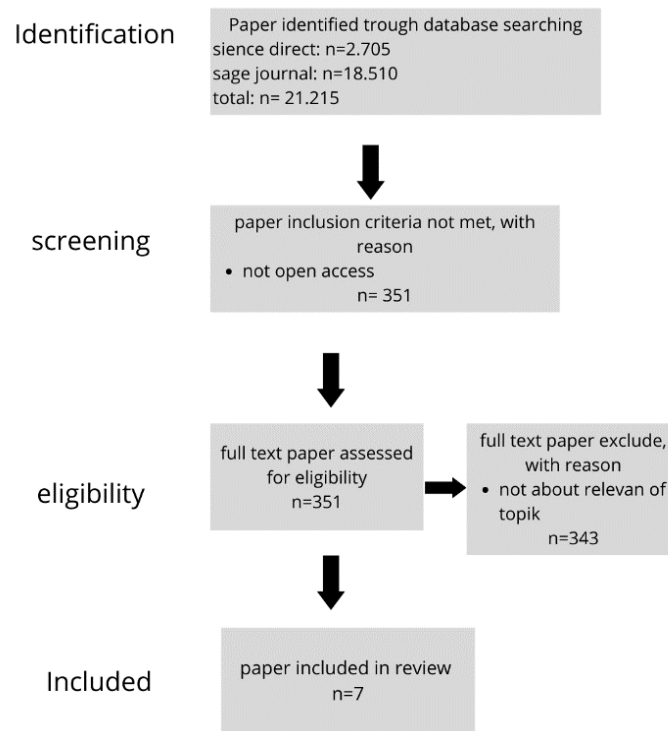 Identification
Paper identified trough database searching
sience direct: n=2.705
sage journal: n=18.510
total: n= 21.215
screening
paper inclusion criteria not met, with
reason
• not open access
n= 351
eligibility
full text paper assessed
for eligibility
n=351
full text paper exclude,
with reason
• not about relevan of
topik
n=343
Included
paper included in review
n=7